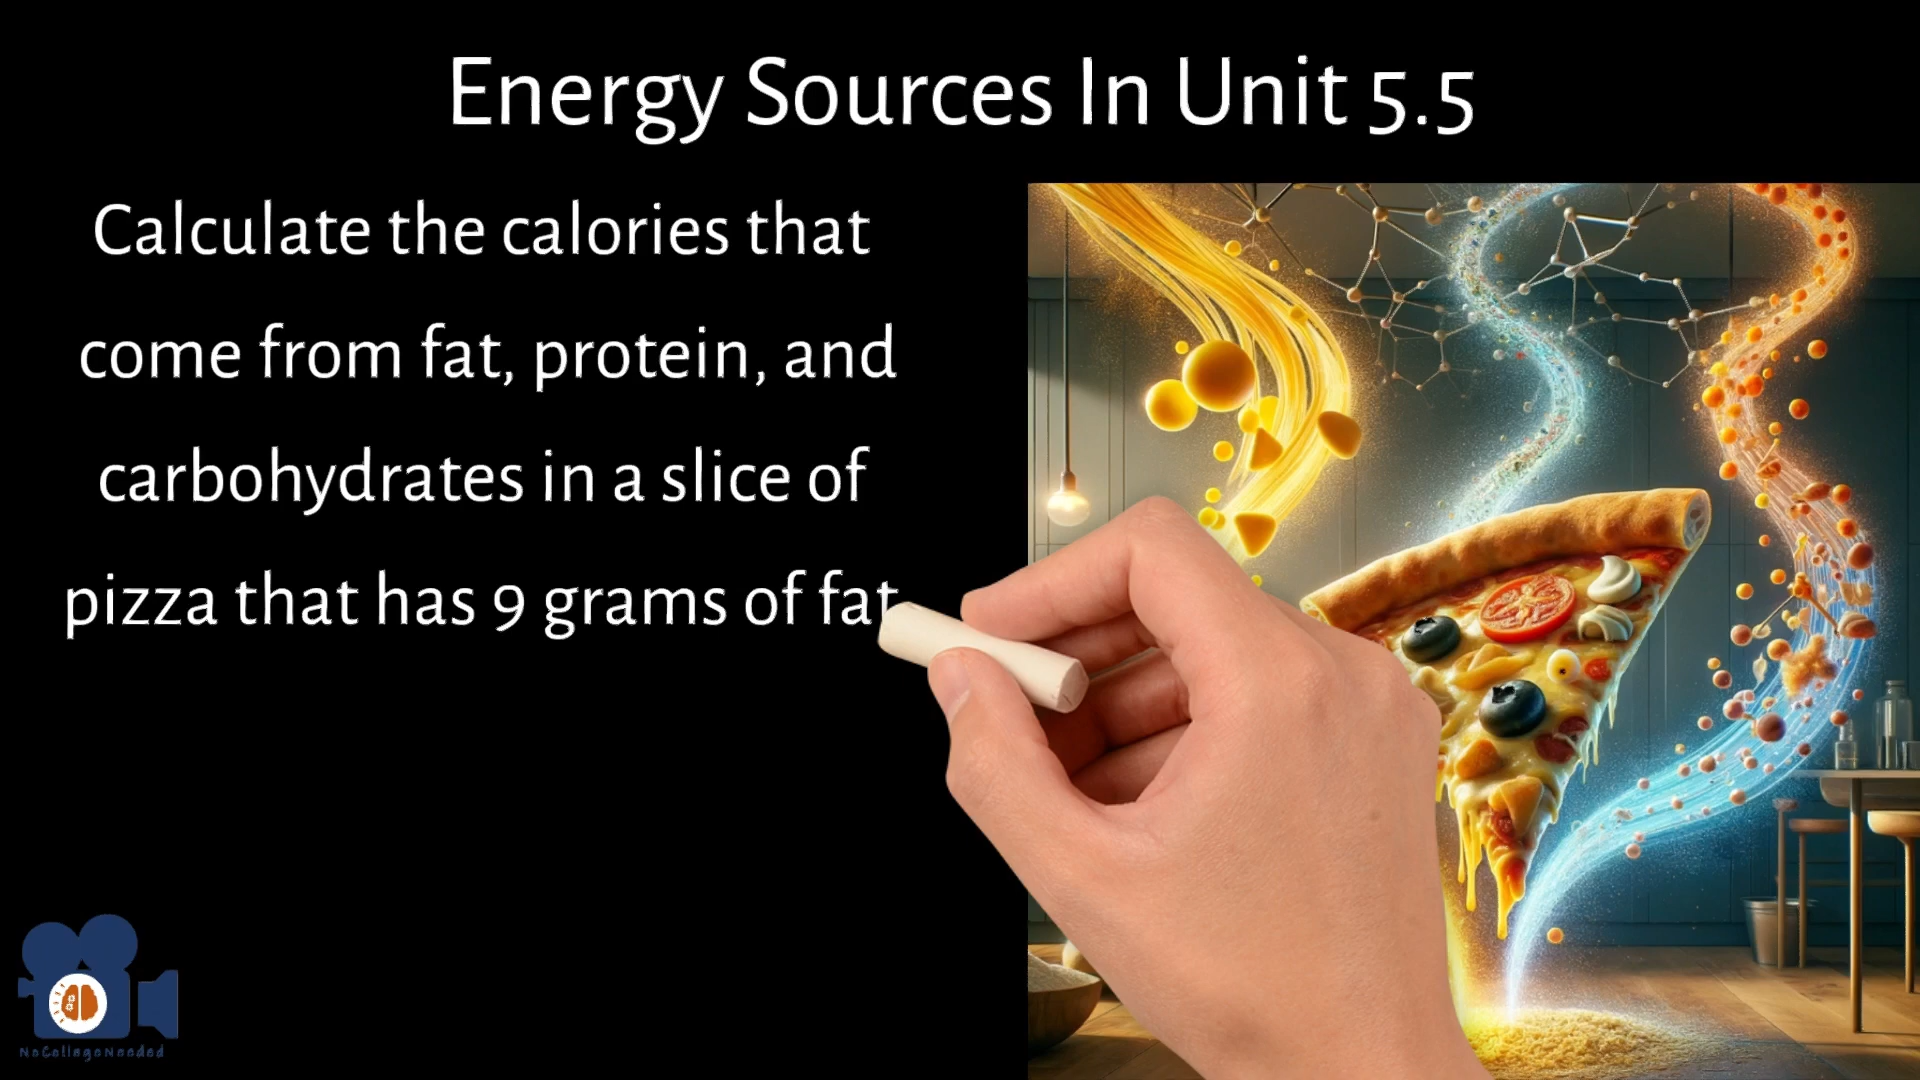 Energy Sources In Unit 5.5
Calculate the calories that
come from fat, protein, and
carbohydrates in a slice of
pizza that has 9 grams of fat
NoCollegeNeeded